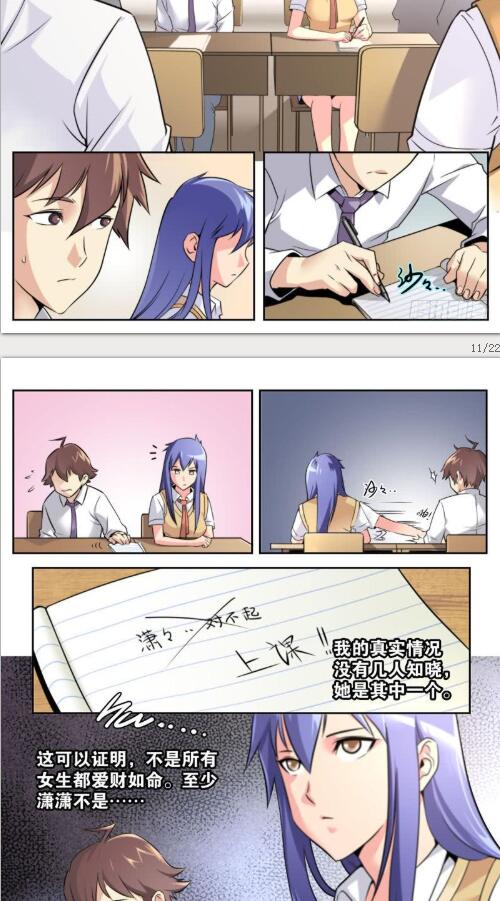 沙々…
11/22
沙々…
啪!
潇々…对不起
上课!!
我的真实情况
没有几人知晓，
她是其中一个。
这可以证明，不是所有
女生都爱财如命。至少
潇潇不是……